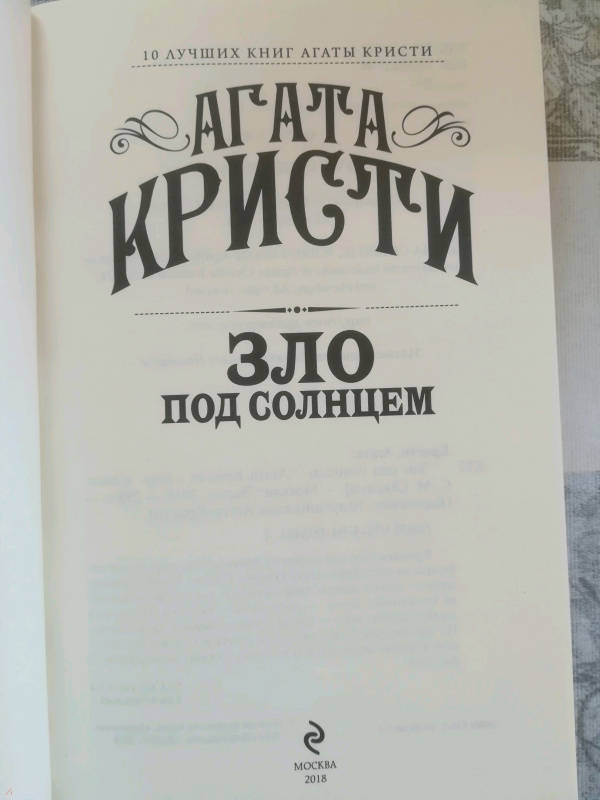 10 ЛУЧШИХ КНИГ АГАТЫ КРИСТИ
АГАТА
КРИСТИ
ЗЛО
ПОД СОЛНЦЕМ
МОСКВА
2018